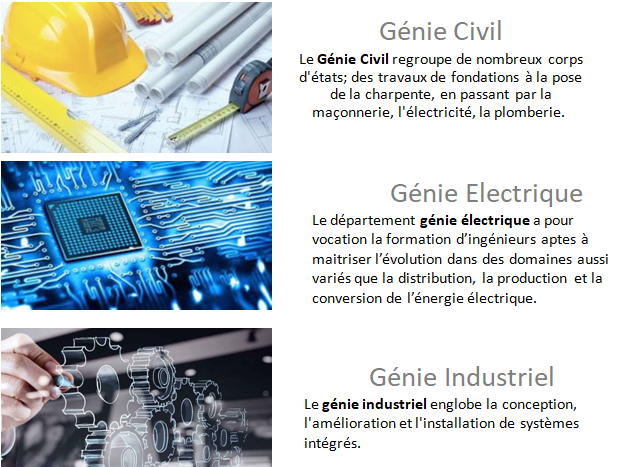 Génie Civil
Le Génie Civil regroupe de nombreux corps
d'états; des travaux de fondations à la pose
de la charpente, en passant par la
maçonnerie, l'électricité, la plomberie.
Génie Electrique
Le département génie électrique a pour
vocation la formation d’ingénieurs aptes à
maitriser l’évolution dans des domaines aussi
variés que la distribution, la production et la
conversion de l’énergie électrique.
Génie Industriel
Le génie industriel englobe la conception,
l'amélioration et l'installation de systèmes
intégrés.